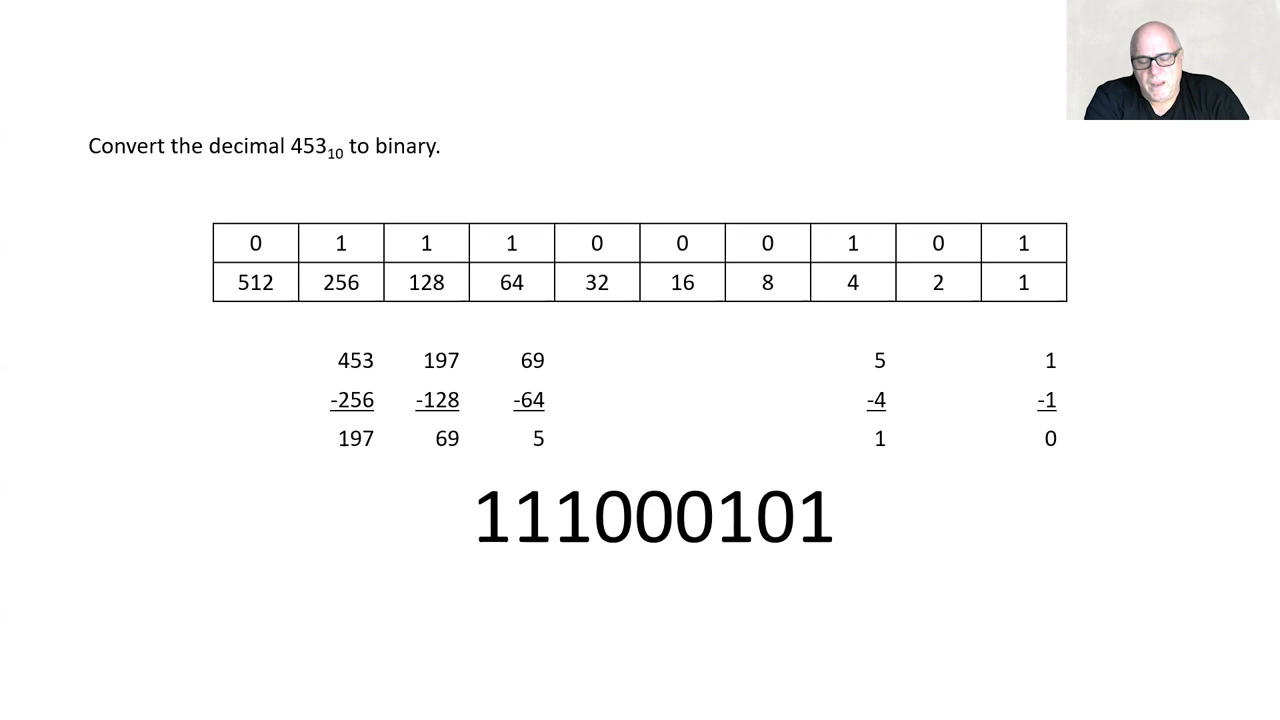 Convert the decimal 453₁₀ to binary.
0 1 1 1 0 0 0 1 0 1
512 256 128 64 32 16 8 4 2 1
453 197 69 5 1
-256 -128 -64 -4 -1
197 69 5 1 0
111000101